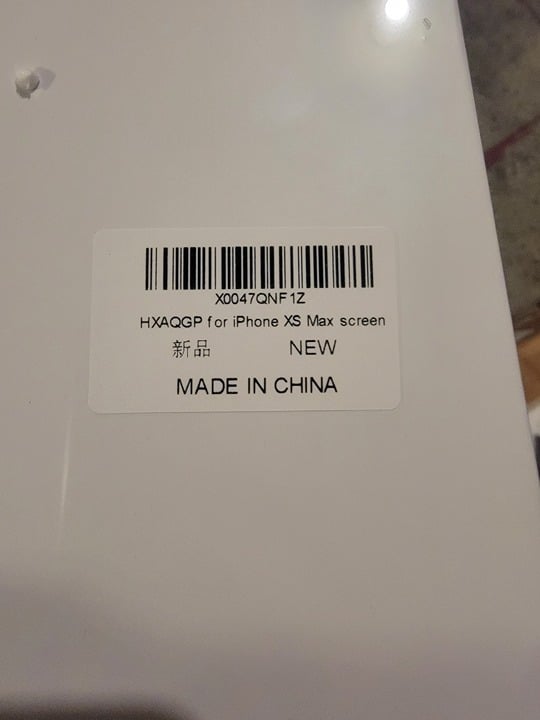 X0047QNF1Z
HXAQGP for iPhone XS Max screen
新品 NEW
MADE IN CHINA